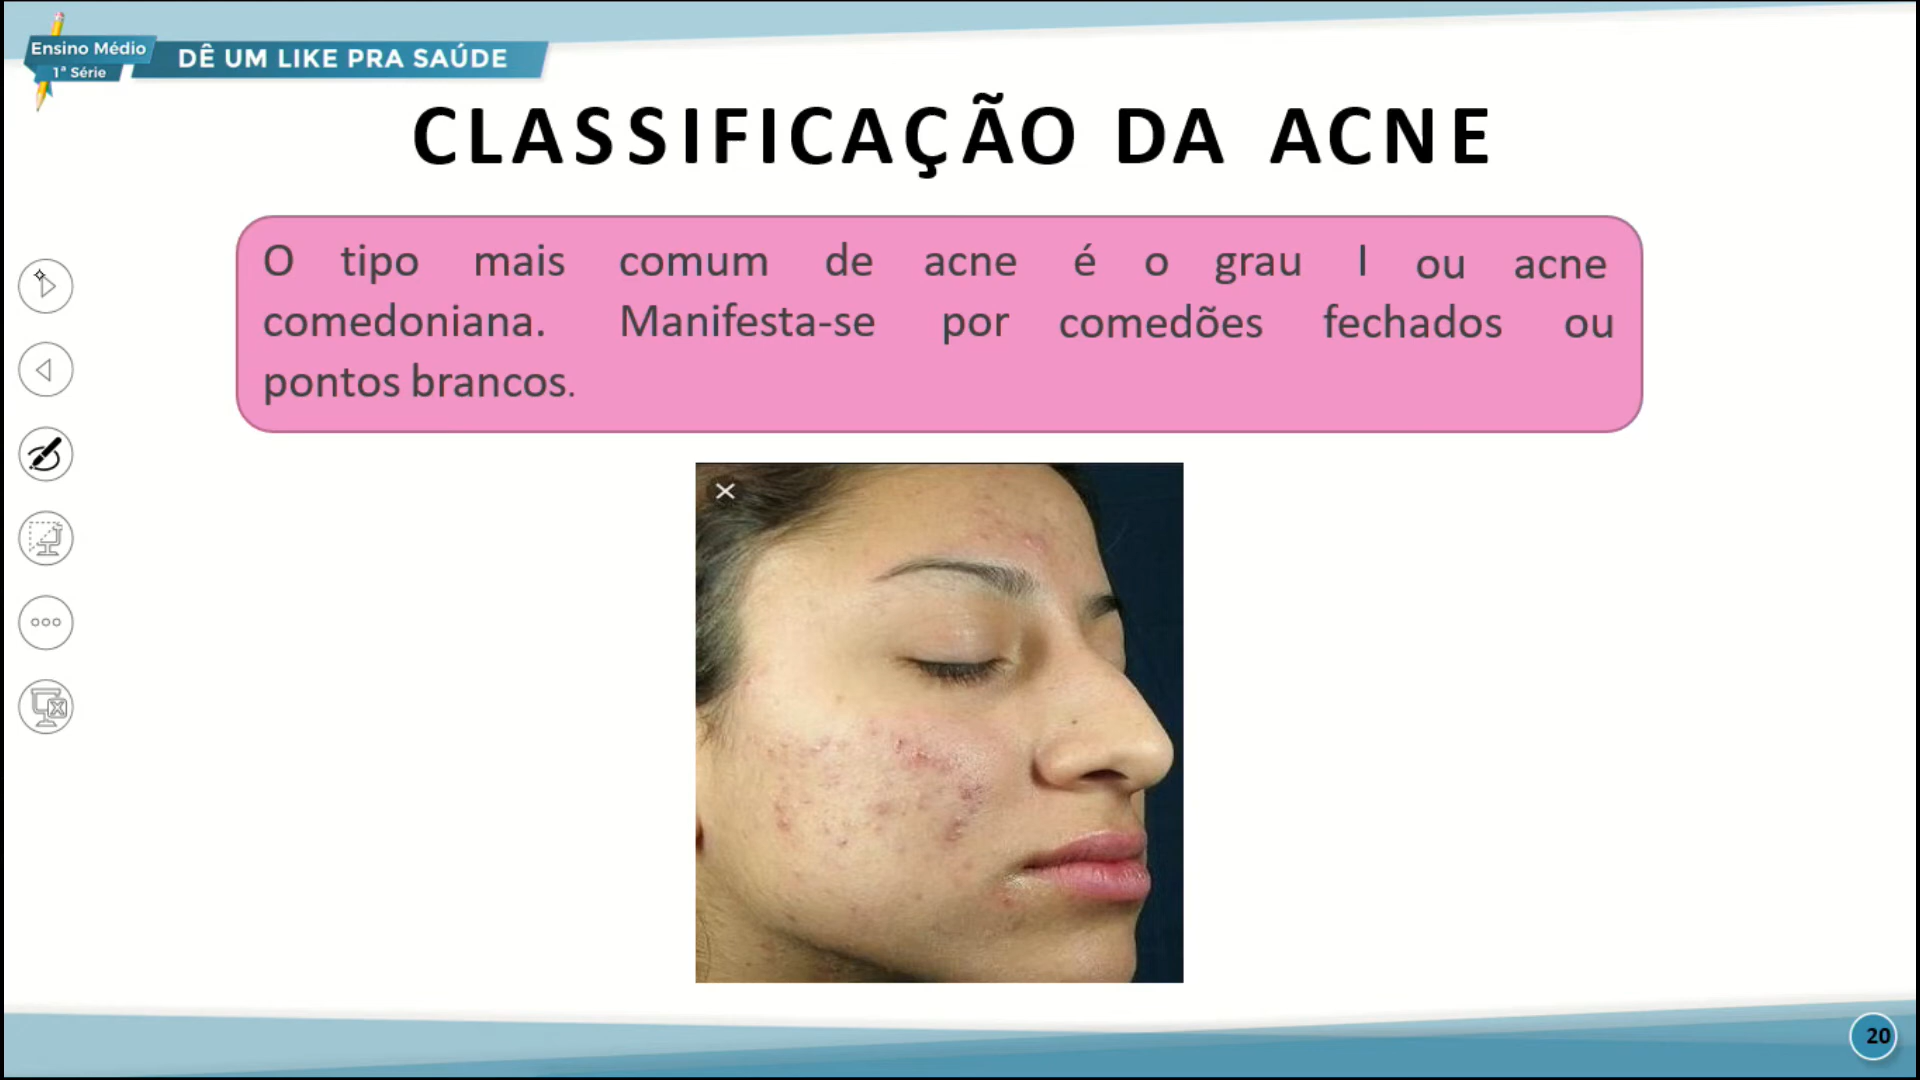 Ensino Médio
1ª Série
DÊ UM LIKE PRA SAÚDE
CLASSIFICAÇÃO DA ACNE
O tipo mais comum de acne é o grau I ou acne
comedoniana. Manifesta-se por comedões fechados ou
pontos brancos.
20